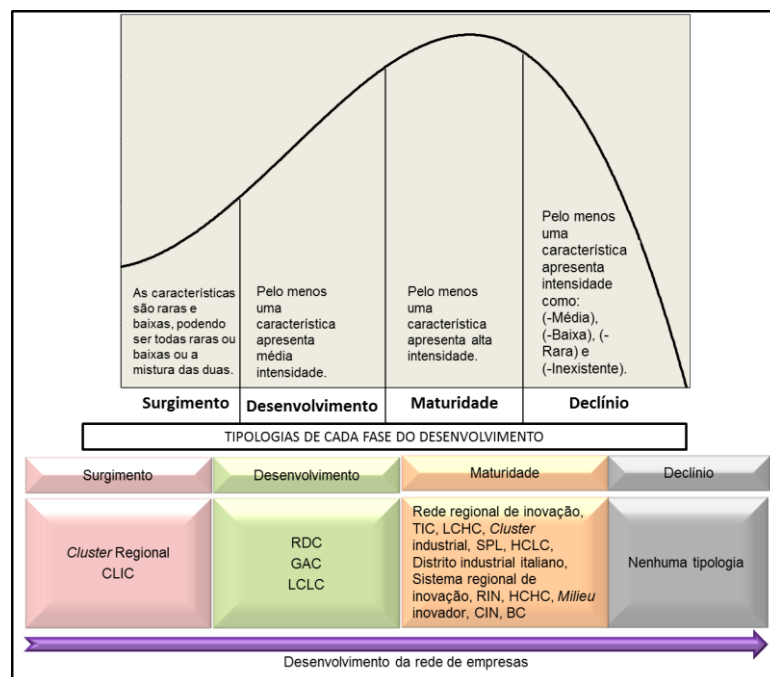 As características
são raras e
baixas, podendo
ser todas raras ou
baixas ou a
mistura das duas.
Pelo menos
uma
característica
apresenta
média
intensidade.
Pelo menos
uma
característica
apresenta alta
intensidade.
Pelo menos
uma
característica
apresenta
intensidade
como:
(-Média),
(-Baixa), (-
Rara) e
(-Inexistente).
Surgimento
Desenvolvimento
Maturidade
Declínio
TIPOLOGIAS DE CADA FASE DO DESENVOLVIMENTO
Surgimento
Desenvolvimento
Maturidade
Declínio
Cluster Regional
CLIC
RDC
GAC
LCLC
Rede regional de inovação,
TIC, LCHC, Cluster
industrial, SPL, HCLC,
Distrito industrial italiano,
Sistema regional de
inovação, RIN, HCHC, Milieu
inovador, CIN, BC
Nenhuma tipologia
Desenvolvimento da rede de empresas